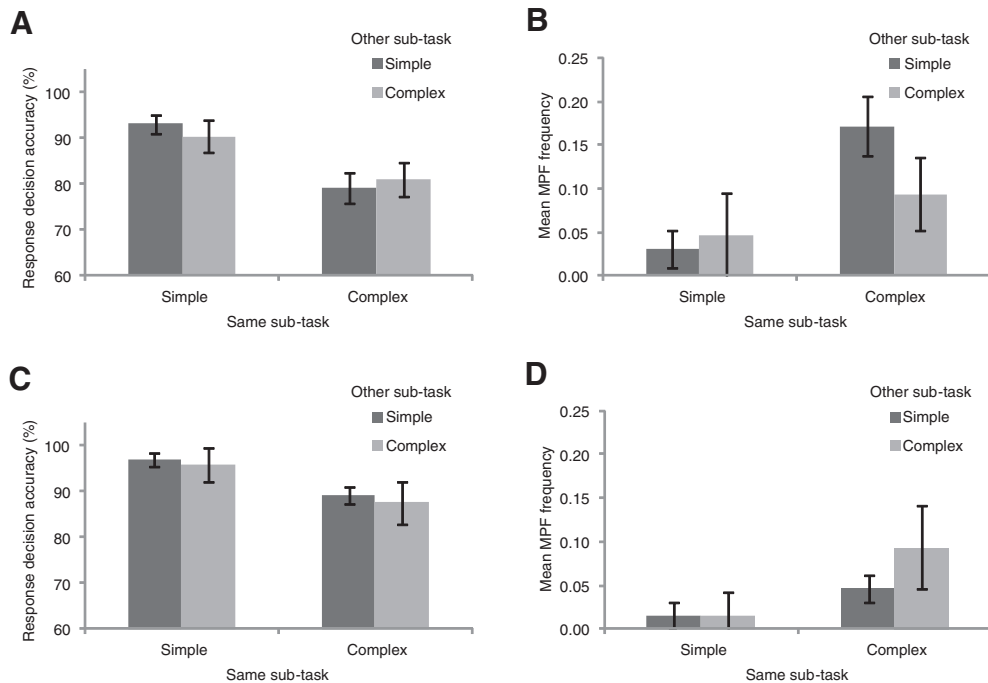 A
Other sub-task
Simple
Complex
Response decision accuracy (%)
100
90
80
70
60
Simple
Complex
Same sub-task
B
Other sub-task
Simple
Complex
Mean MPF frequency
0.25
0.20
0.15
0.10
0.05
0.00
Simple
Complex
Same sub-task
C
Other sub-task
Simple
Complex
Response decision accuracy (%)
100
90
80
70
60
Simple
Complex
Same sub-task
D
Other sub-task
Simple
Complex
Mean MPF frequency
0.25
0.20
0.15
0.10
0.05
0.00
Simple
Complex
Same sub-task